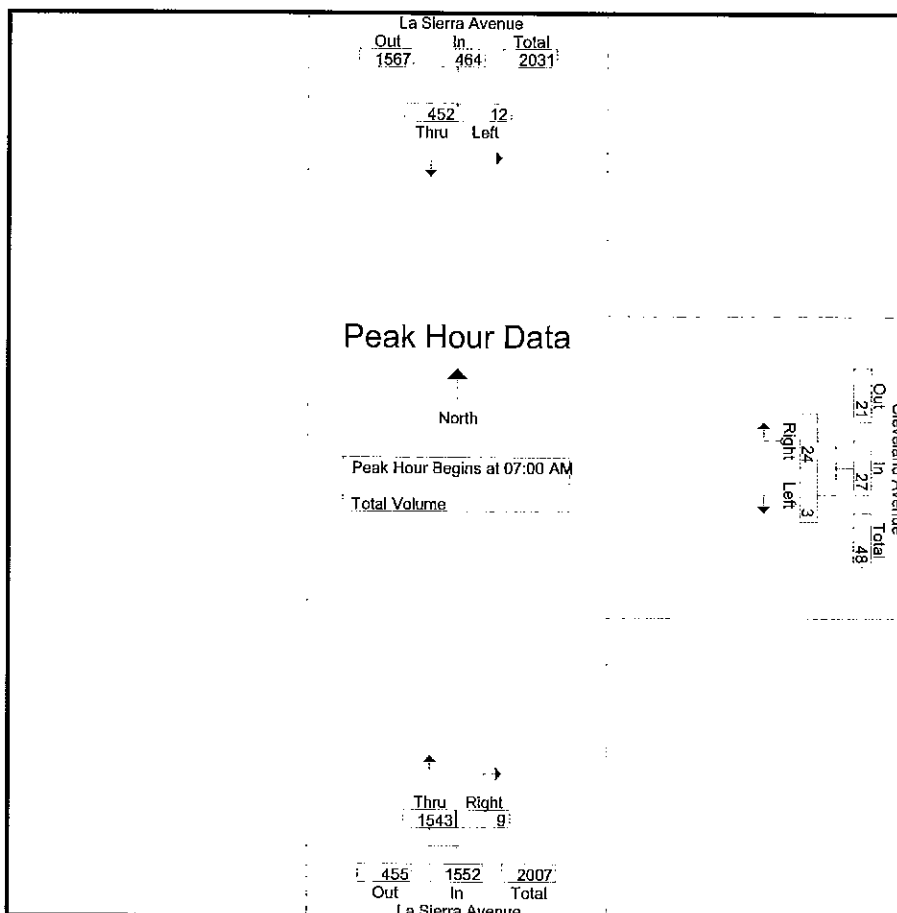 La Sierra Avenue
Out In Total
1567 464 2031
452 12
Thru Left
Peak Hour Data
North
Peak Hour Begins at 07:00 AM
Total Volume
Cleveland Avenue
Out In Total
21 27 48
Right Left
24 3
Thru Right
1543 9
455 1552 2007
Out In Total
La Sierra Avenue